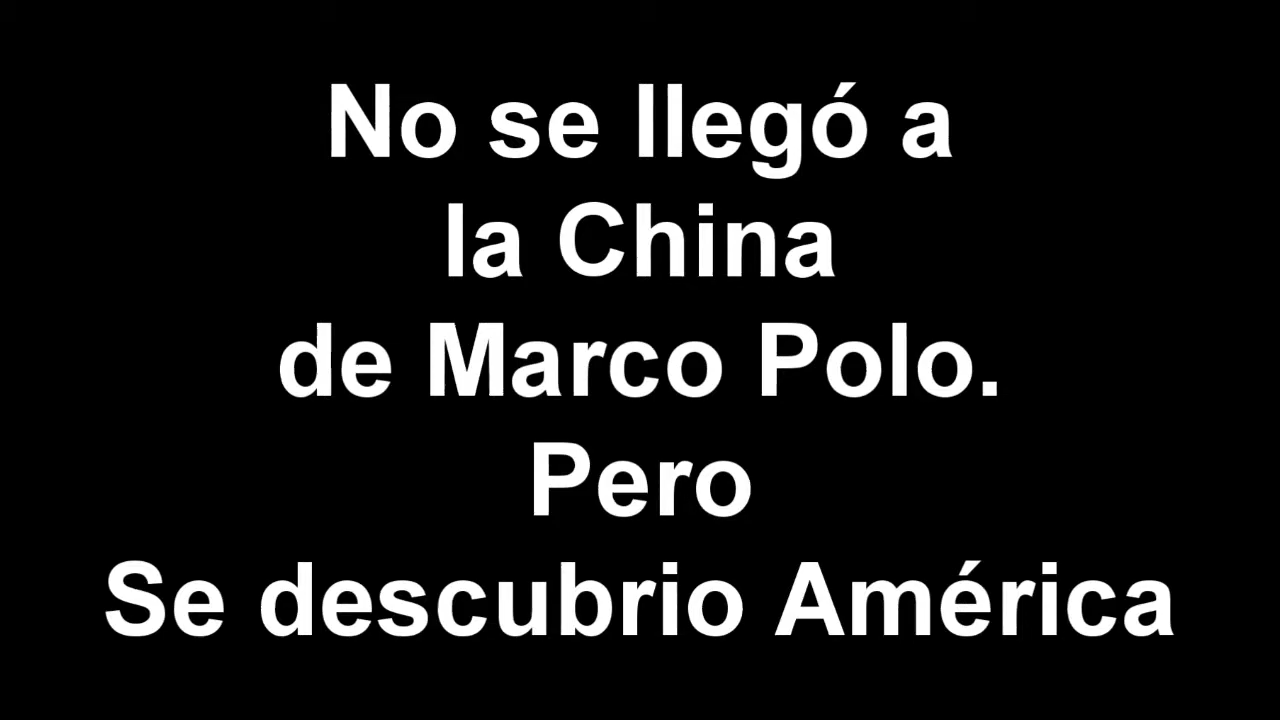 No se llegó a
la China
de Marco Polo.
Pero
Se descubrio América